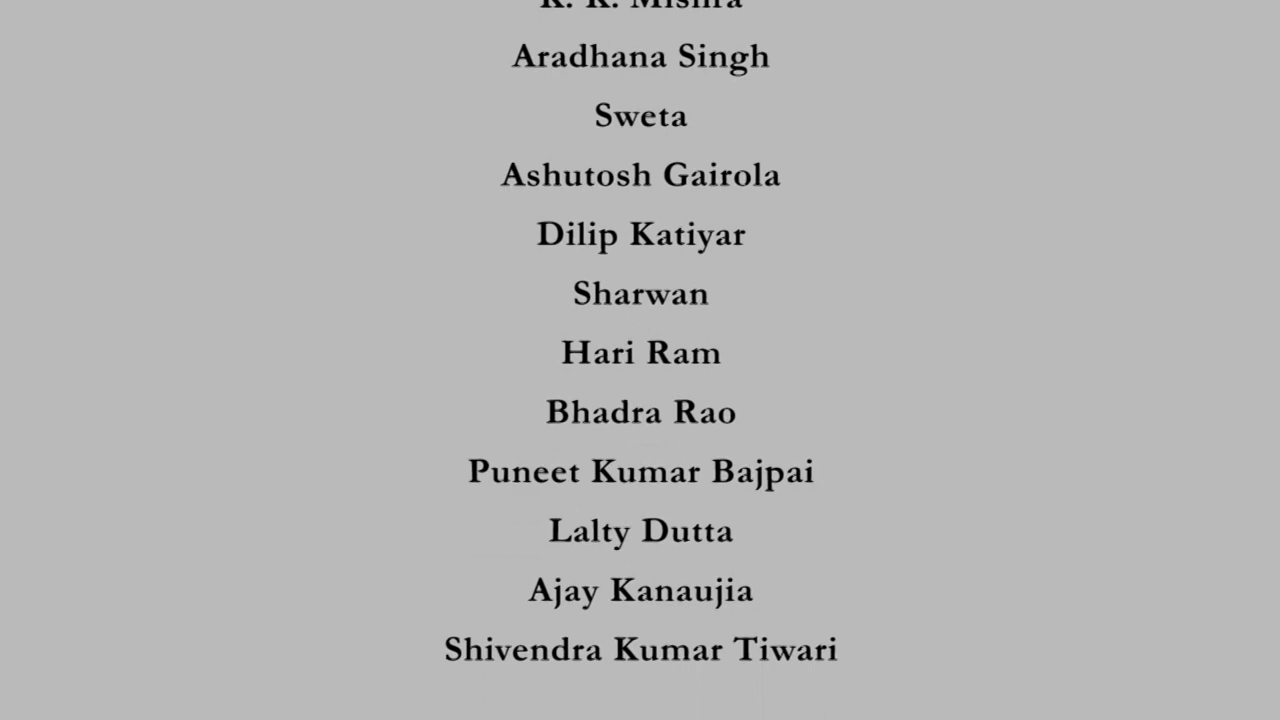 K. K. Mishra
Aradhana Singh
Sweta
Ashutosh Gairola
Dilip Katiyar
Sharwan
Hari Ram
Bhadra Rao
Puneet Kumar Bajpai
Lalty Dutta
Ajay Kanaujia
Shivendra Kumar Tiwari